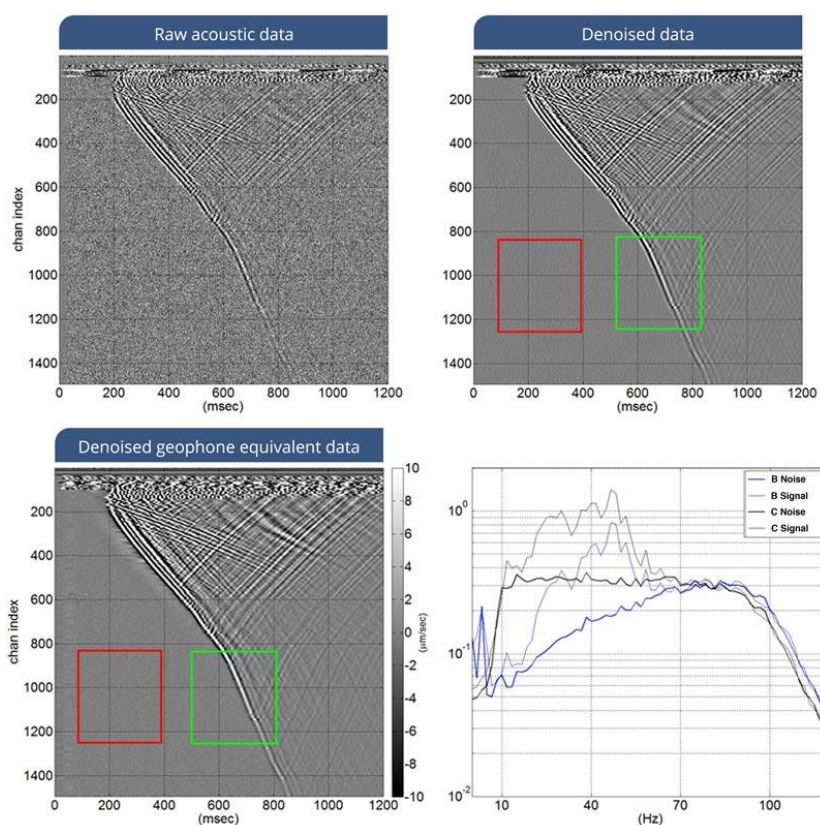 Raw acoustic data
200
400
600
800
1000
1200
1400
chan index
0 200 400 600 800 1000 1200
(msec)
Denoised data
200
400
600
800
1000
1200
1400
chan index
0 200 400 600 800 1000 1200
(msec)
Denoised geophone equivalent data
200
400
600
800
1000
1200
1400
chan index
0 200 400 600 800 1000 1200
(msec)
10
8
6
4
2
0
-2
-4
-6
-8
-10
(μm/sec)
10⁰
10⁻¹
10⁻²
B Noise
B Signal
C Noise
C Signal
10 40 70 100
(Hz)